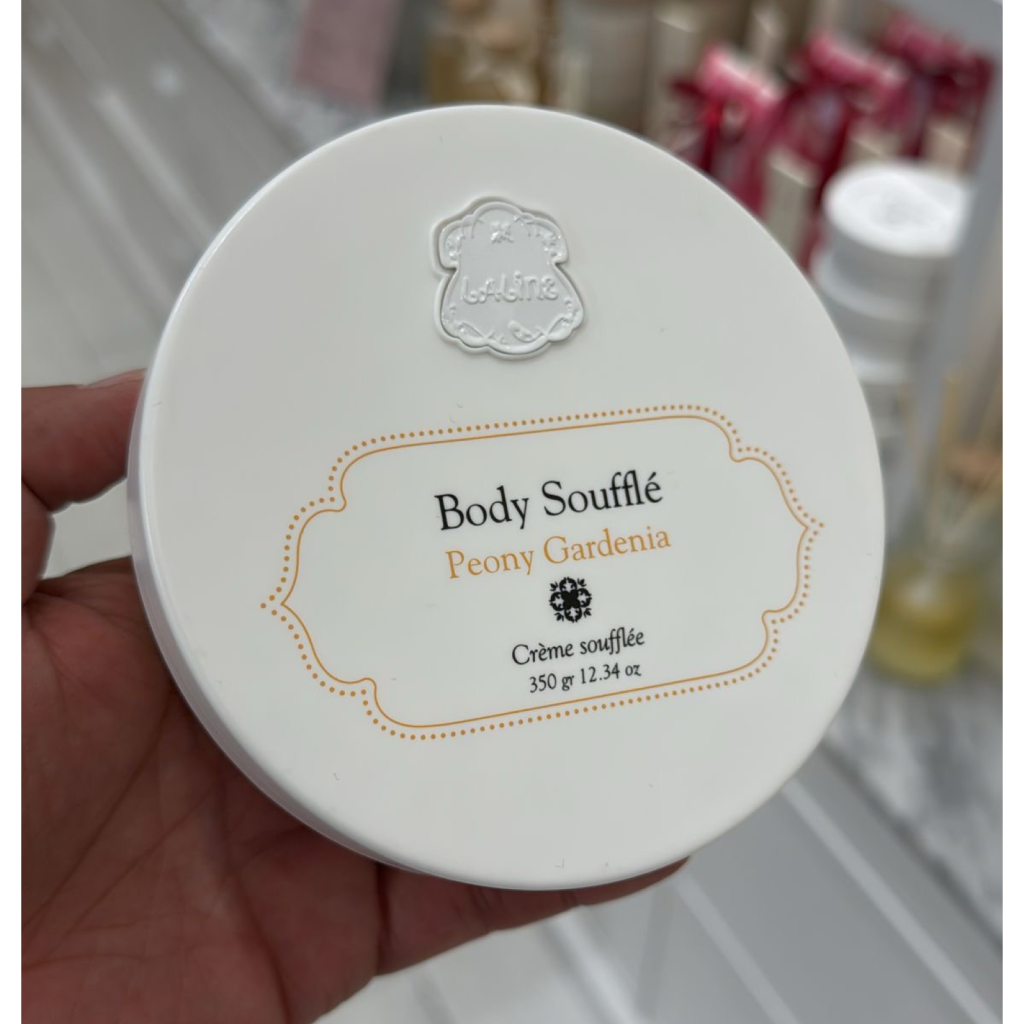 LALINE
Body Soufflé
Peony Gardenia
Crème soufflée
350 gr 12.34 oz